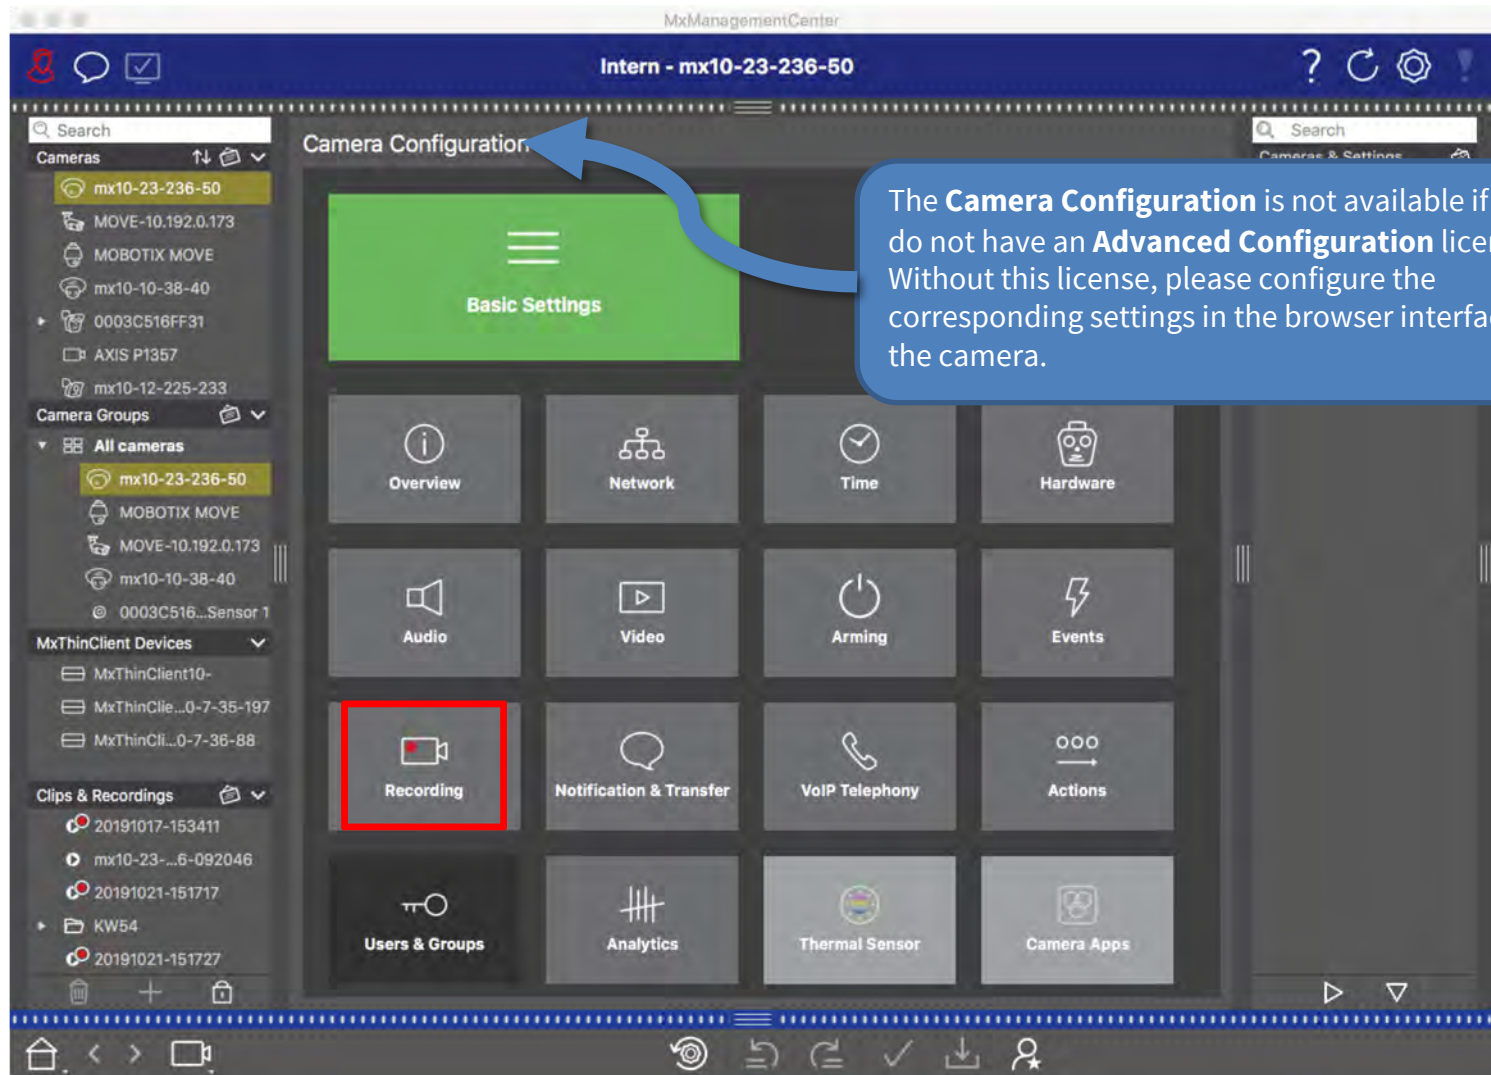 MxManagementCenter
Intern - mx10-23-236-50
Search
Cameras
mx10-23-236-50
MOVE-10.192.0.173
MOBOTIX MOVE
mx10-10-38-40
0003C516FF31
AXIS P1357
mx10-12-225-233
Camera Groups
All cameras
mx10-23-236-50
MOBOTIX MOVE
MOVE-10.192.0.173
mx10-10-38-40
0003C516...Sensor 1
MxThinClient Devices
MxThinClient10-
MxThinClie...0-7-35-197
MxThinCli...0-7-36-88
Clips & Recordings
20191017-153411
mx10-23-...6-092046
20191021-151717
KW54
20191021-151727
Camera Configuration
Basic Settings
Overview
Network
Time
Hardware
Audio
Video
Arming
Events
Recording
Notification & Transfer
VoIP Telephony
Actions
Users & Groups
Analytics
Thermal Sensor
Camera Apps
The Camera Configuration is not available if
do not have an Advanced Configuration licen
Without this license, please configure the
corresponding settings in the browser interfac
the camera.
Search
Cameras & Settings